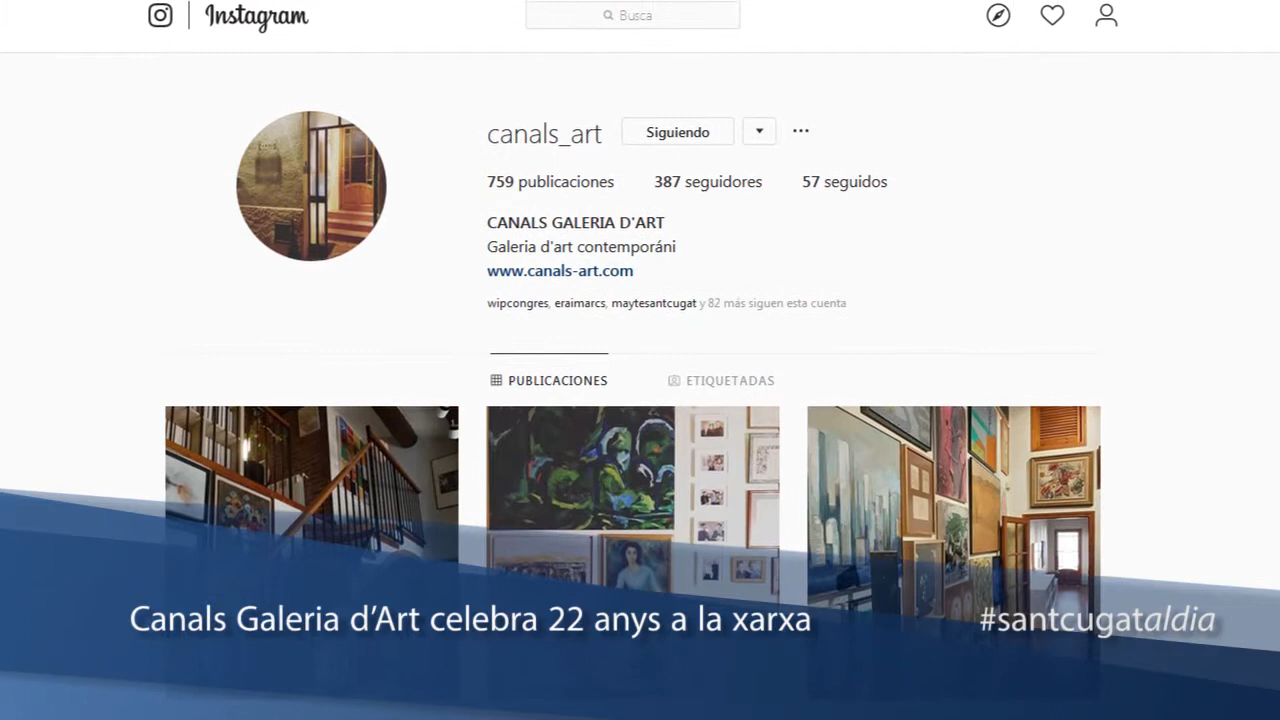 Instagram
Busca
canals_art Siguiendo
759 publicaciones 387 seguidores 57 seguidos
CANALS GALERIA D'ART
Galeria d'art contemporáni
www.canals-art.com
wipcongres, eraimarcs, maytesantcugat y 82 más siguen esta cuenta
PUBLICACIONES ETIQUETADAS
Canals Galeria d'Art celebra 22 anys a la xarxa #santcugataldia